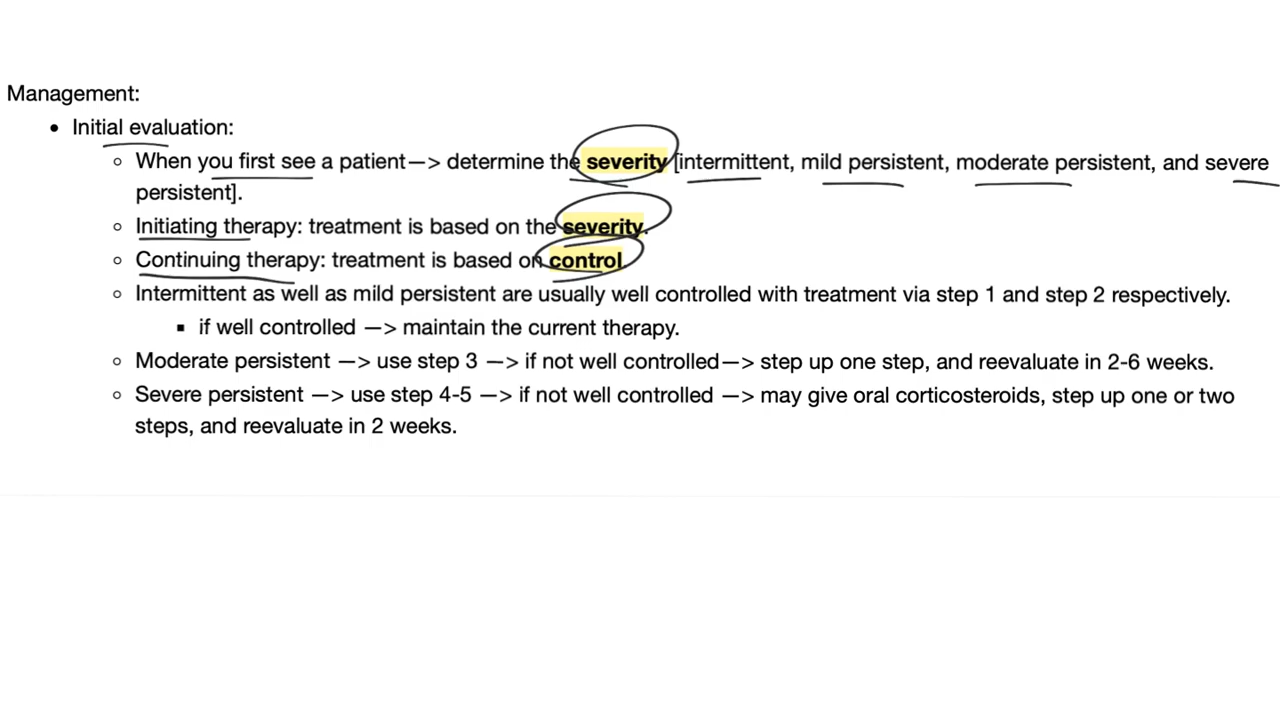 Management:
• Initial evaluation:
◦ When you first see a patient—> determine the severity [intermittent, mild persistent, moderate persistent, and severe
persistent].
◦ Initiating therapy: treatment is based on the severity.
◦ Continuing therapy: treatment is based on control
◦ Intermittent as well as mild persistent are usually well controlled with treatment via step 1 and step 2 respectively.
▪ if well controlled —> maintain the current therapy.
◦ Moderate persistent —> use step 3 —> if not well controlled—> step up one step, and reevaluate in 2-6 weeks.
◦ Severe persistent —> use step 4-5 —> if not well controlled —> may give oral corticosteroids, step up one or two
steps, and reevaluate in 2 weeks.